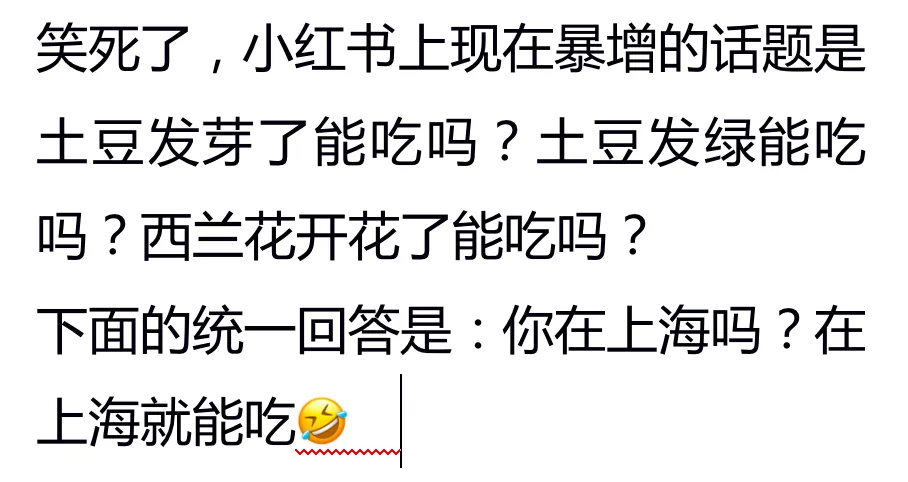 笑死了，小红书上现在暴增的话题是
土豆发芽了能吃吗？土豆发绿能吃
吗？西兰花开花了能吃吗？
下面的统一回答是：你在上海吗？在
上海就能吃🤣